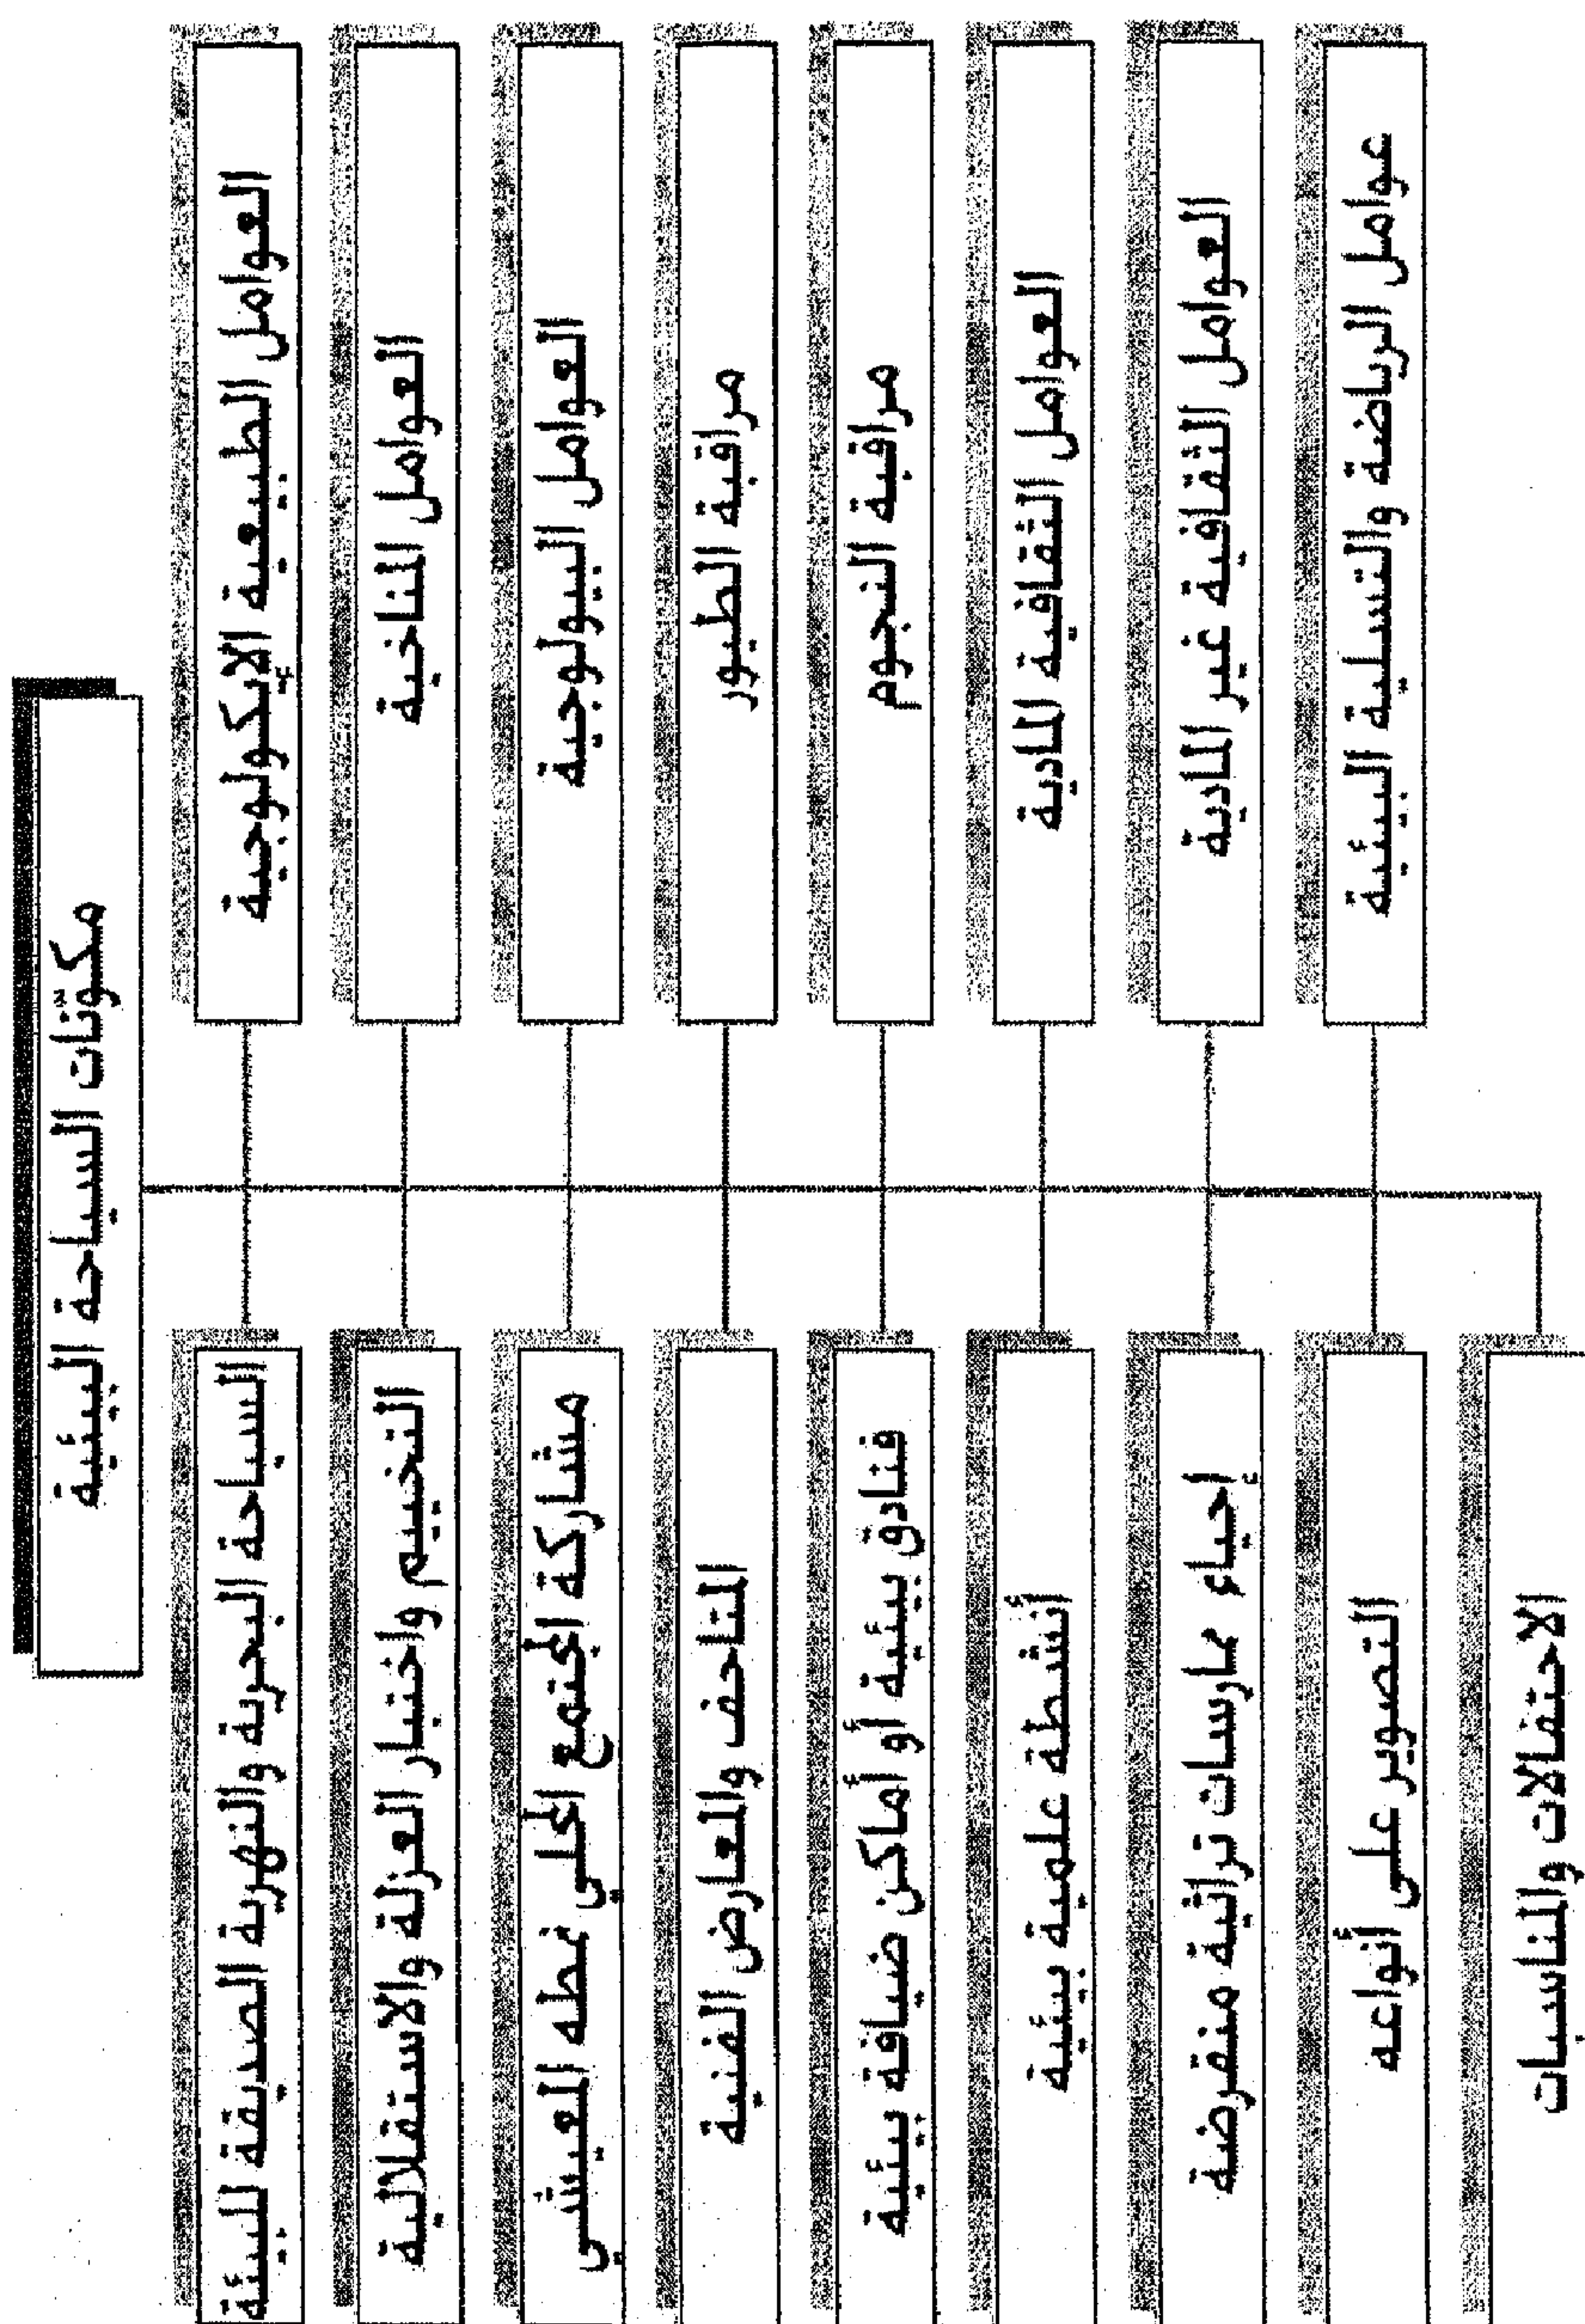 مكونات السياحة البيئية
العوامل الطبيعية الأيكولوجية
العوامل المناخية
العوامل البيولوجية
مراقبة الطيور
مراقبة النجوم
العوامل الثقافية المادية
العوامل الثقافية غير المادية
عوامل الرياضة والتسلية البيئية
السياحة البحرية والنهرية الصديقة للبيئة
التخييم واختبار العزلة والاستقلالية
مشاركة المجتمع المحلي نمطه المعيشي
المتاحف والمعارض الفنية
فنادق بيئية أو أماكن ضيافة بيئية
أنشطة علمية بيئية
إحياء ممارسات تراثية منقرضة
التصوير على أنواعه
الاحتفالات والمناسبات